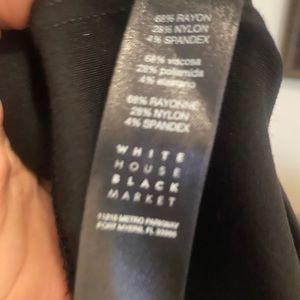 68% RAYON
28% NYLON
4% SPANDEX
68% viscosa
28% poliamida
4% elastano
68% RAYONNE
28% NYLON
4% SPANDEX
WHITE
HOUSE
BLACK
MARKET
11215 METRO PARKWAY
FORT MYERS, FL 33966